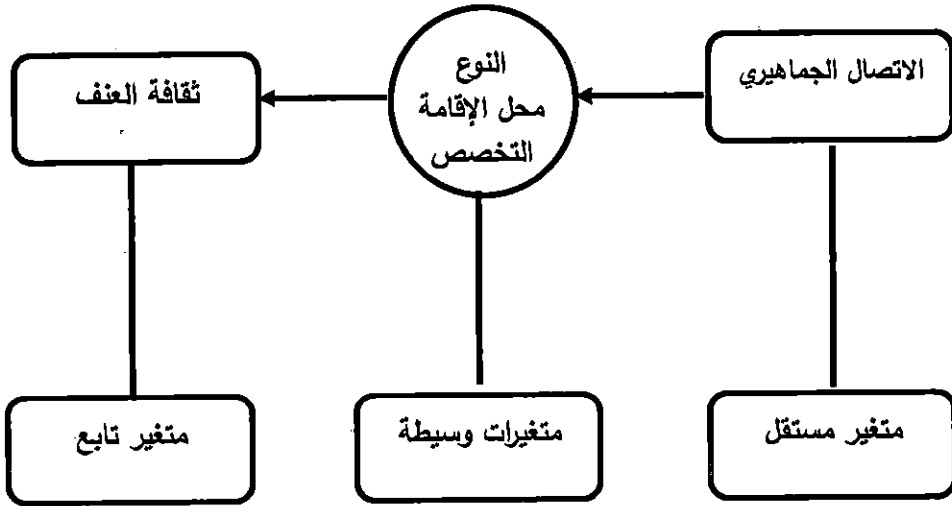 الاتصال الجماهيري
النوع
محل الإقامة
التخصص
ثقافة العنف
متغير مستقل
متغيرات وسيطة
متغير تابع